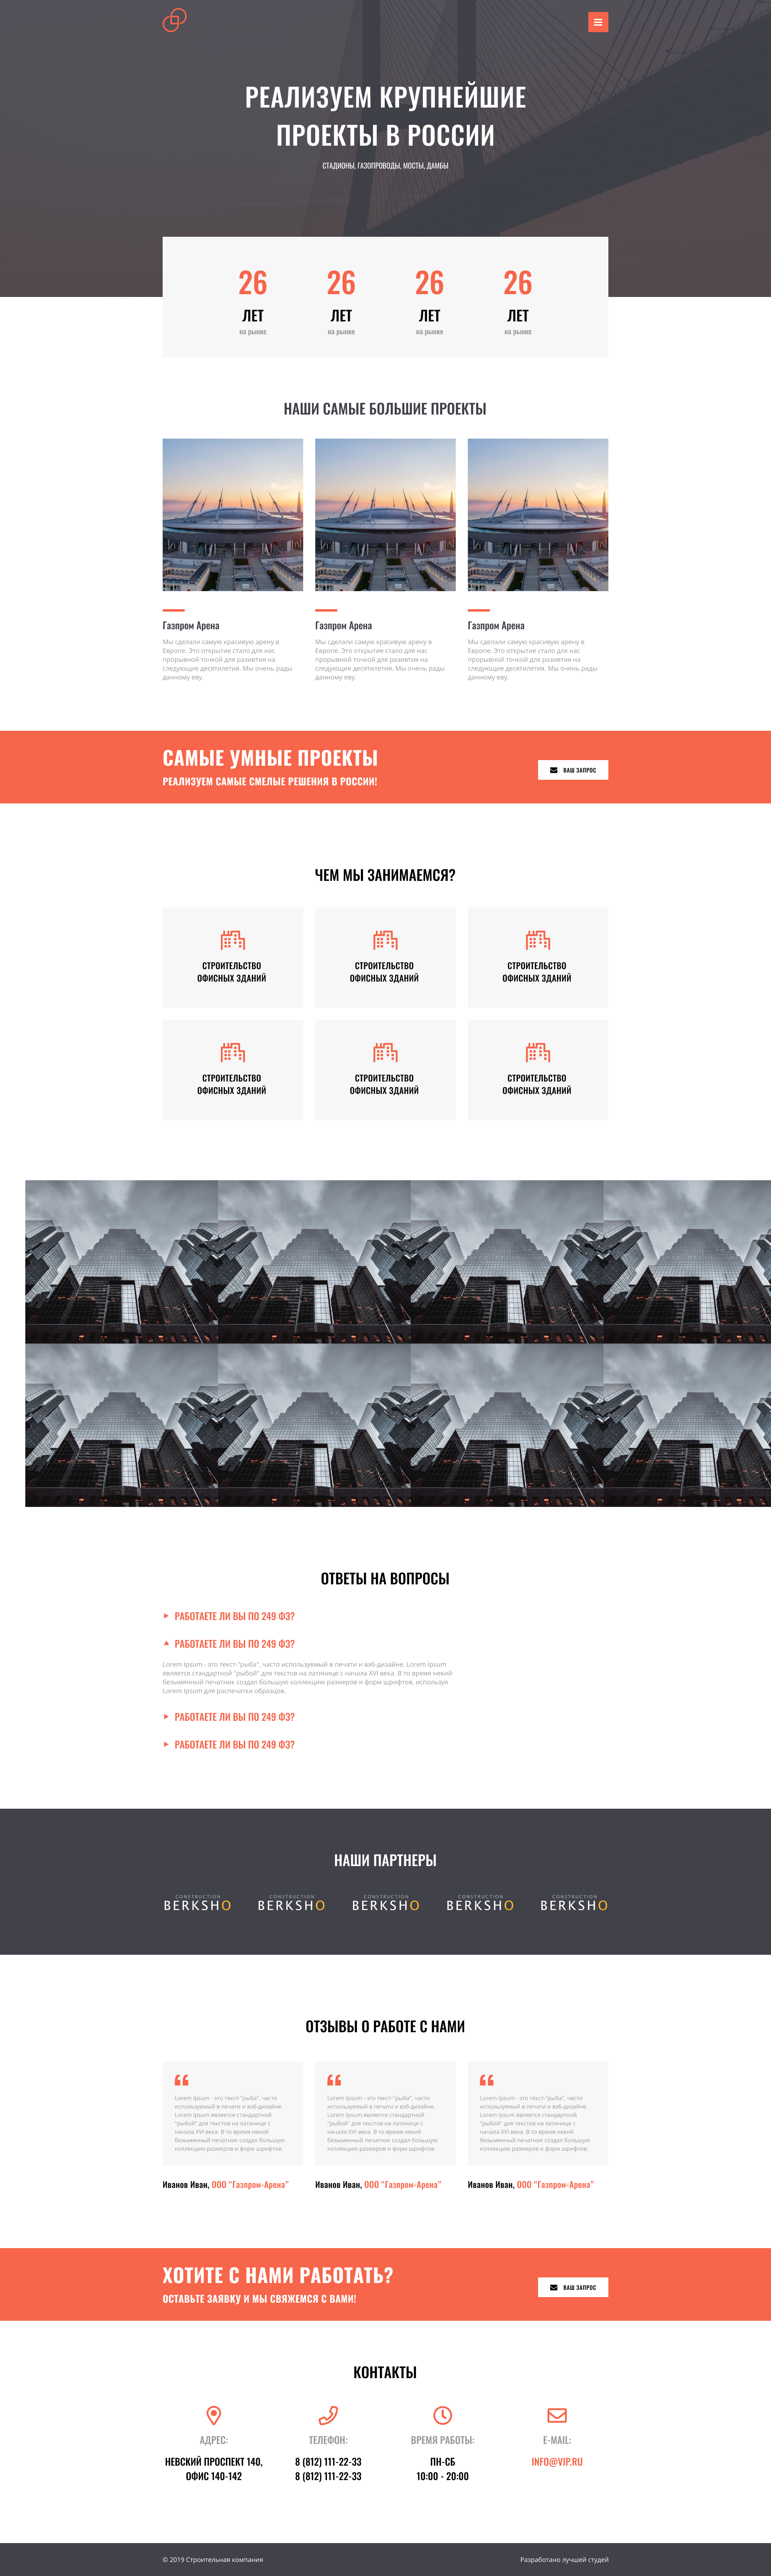 РЕАЛИЗУЕМ КРУПНЕЙШИЕ
ПРОЕКТЫ В РОССИИ
СТАДИОНЫ, ГАЗОПРОВОДЫ, МОСТЫ, ДАМБЫ
26 26 26 26
ЛЕТ ЛЕТ ЛЕТ ЛЕТ
на рынке на рынке на рынке на рынке
НАШИ САМЫЕ БОЛЬШИЕ ПРОЕКТЫ
Газпром Арена
Мы сделали самую красивую арену в
Европе. Это открытие стало для нас
прорывной точкой для разивтия на
следующие десятилетия. Мы очень рады
данному еву.
Газпром Арена
Мы сделали самую красивую арену в
Европе. Это открытие стало для нас
прорывной точкой для разивтия на
следующие десятилетия. Мы очень рады
данному еву.
Газпром Арена
Мы сделали самую красивую арену в
Европе. Это открытие стало для нас
прорывной точкой для разивтия на
следующие десятилетия. Мы очень рады
данному еву.
САМЫЕ УМНЫЕ ПРОЕКТЫ
РЕАЛИЗУЕМ САМЫЕ СМЕЛЫЕ РЕШЕНИЯ В РОССИИ!
ВАШ ЗАПРОС
ЧЕМ МЫ ЗАНИМАЕМСЯ?
СТРОИТЕЛЬСТВО
ОФИСНЫХ ЗДАНИЙ
СТРОИТЕЛЬСТВО
ОФИСНЫХ ЗДАНИЙ
СТРОИТЕЛЬСТВО
ОФИСНЫХ ЗДАНИЙ
СТРОИТЕЛЬСТВО
ОФИСНЫХ ЗДАНИЙ
СТРОИТЕЛЬСТВО
ОФИСНЫХ ЗДАНИЙ
СТРОИТЕЛЬСТВО
ОФИСНЫХ ЗДАНИЙ
ОТВЕТЫ НА ВОПРОСЫ
РАБОТАЕТЕ ЛИ ВЫ ПО 249 ФЗ?
РАБОТАЕТЕ ЛИ ВЫ ПО 249 ФЗ?
Lorem Ipsum - это текст-"рыба", часто используемый в печати и вэб-дизайне. Lorem Ipsum
является стандартной "рыбой" для текстов на латинице с начала XVI века. В то время некий
безымянный печатник создал большую коллекцию размеров и форм шрифтов, используя
Lorem Ipsum для распечатки образцов.
РАБОТАЕТЕ ЛИ ВЫ ПО 249 ФЗ?
РАБОТАЕТЕ ЛИ ВЫ ПО 249 ФЗ?
НАШИ ПАРТНЕРЫ
CONSTRUCTION CONSTRUCTION CONSTRUCTION CONSTRUCTION CONSTRUCTION
BERKSHO BERKSHO BERKSHO BERKSHO BERKSHO
ОТЗЫВЫ О РАБОТЕ С НАМИ
Lorem Ipsum - это текст-"рыба", часто
используемый в печати и вэб-дизайне.
Lorem Ipsum является стандартной
"рыбой" для текстов на латинице с
начала XVI века. В то время некий
безымянный печатник создал большую
коллекцию размеров и форм шрифтов.
Иванов Иван, ООО "Газпром-Арена"
Lorem Ipsum - это текст-"рыба", часто
используемый в печати и вэб-дизайне.
Lorem Ipsum является стандартной
"рыбой" для текстов на латинице с
начала XVI века. В то время некий
безымянный печатник создал большую
коллекцию размеров и форм шрифтов.
Иванов Иван, ООО "Газпром-Арена"
Lorem Ipsum - это текст-"рыба", часто
используемый в печати и вэб-дизайне.
Lorem Ipsum является стандартной
"рыбой" для текстов на латинице с
начала XVI века. В то время некий
безымянный печатник создал большую
коллекцию размеров и форм шрифтов.
Иванов Иван, ООО "Газпром-Арена"
ХОТИТЕ С НАМИ РАБОТАТЬ?
ОСТАВЬТЕ ЗАЯВКУ И МЫ СВЯЖЕМСЯ С ВАМИ!
ВАШ ЗАПРОС
КОНТАКТЫ
АДРЕС:
НЕВСКИЙ ПРОСПЕКТ 140,
ОФИС 140-142
ТЕЛЕФОН:
8 (812) 111-22-33
8 (812) 111-22-33
ВРЕМЯ РАБОТЫ:
ПН-СБ
10:00 - 20:00
E-MAIL:
INFO@VIP.RU
© 2019 Строительная компания
Разработано лучшей студей